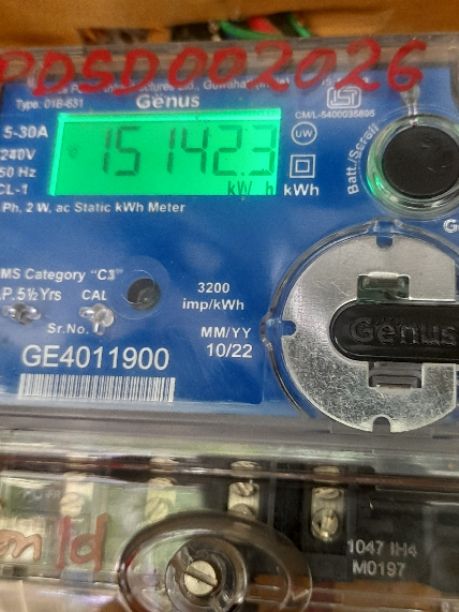 PDSD002026
Type: 01B-631
Genus
5-30A
240V
50 Hz
CL-1
15142.3
kW h
kWh
UW
CM/L-5400035895
Batt./Scroll
Ph, 2 W, ac Static kWh Meter
MS Category "C3"
.P. 5½ Yrs
CAL
3200
imp/kWh
Sr.No.
MM/YY
10/22
GE4011900
Genus
1047 IH4
M0197